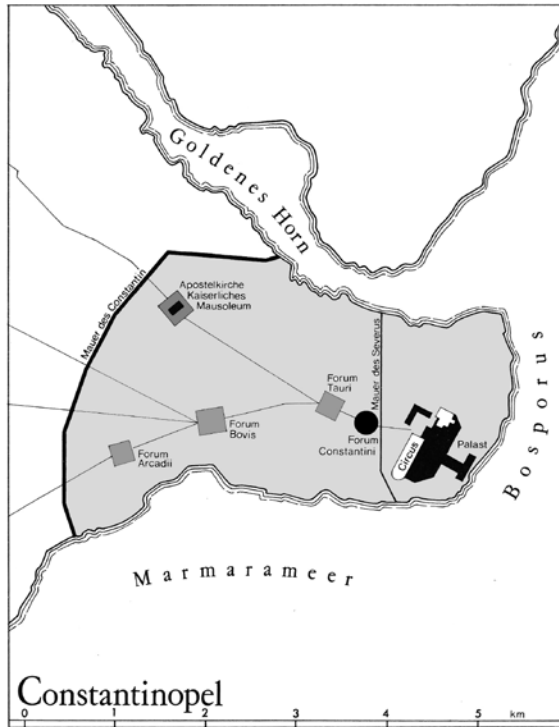 Goldenes Horn
Mauer des Constantin
Apostelkirche
Kaiserliches
Mausoleum
Mauer des Severus
Forum
Tauri
Forum
Bovis
Forum
Constantini
Circus
Palast
Forum
Arcadii
Bosporus
Marmarameer
Constantinopel
0 1 2 3 4 5 km